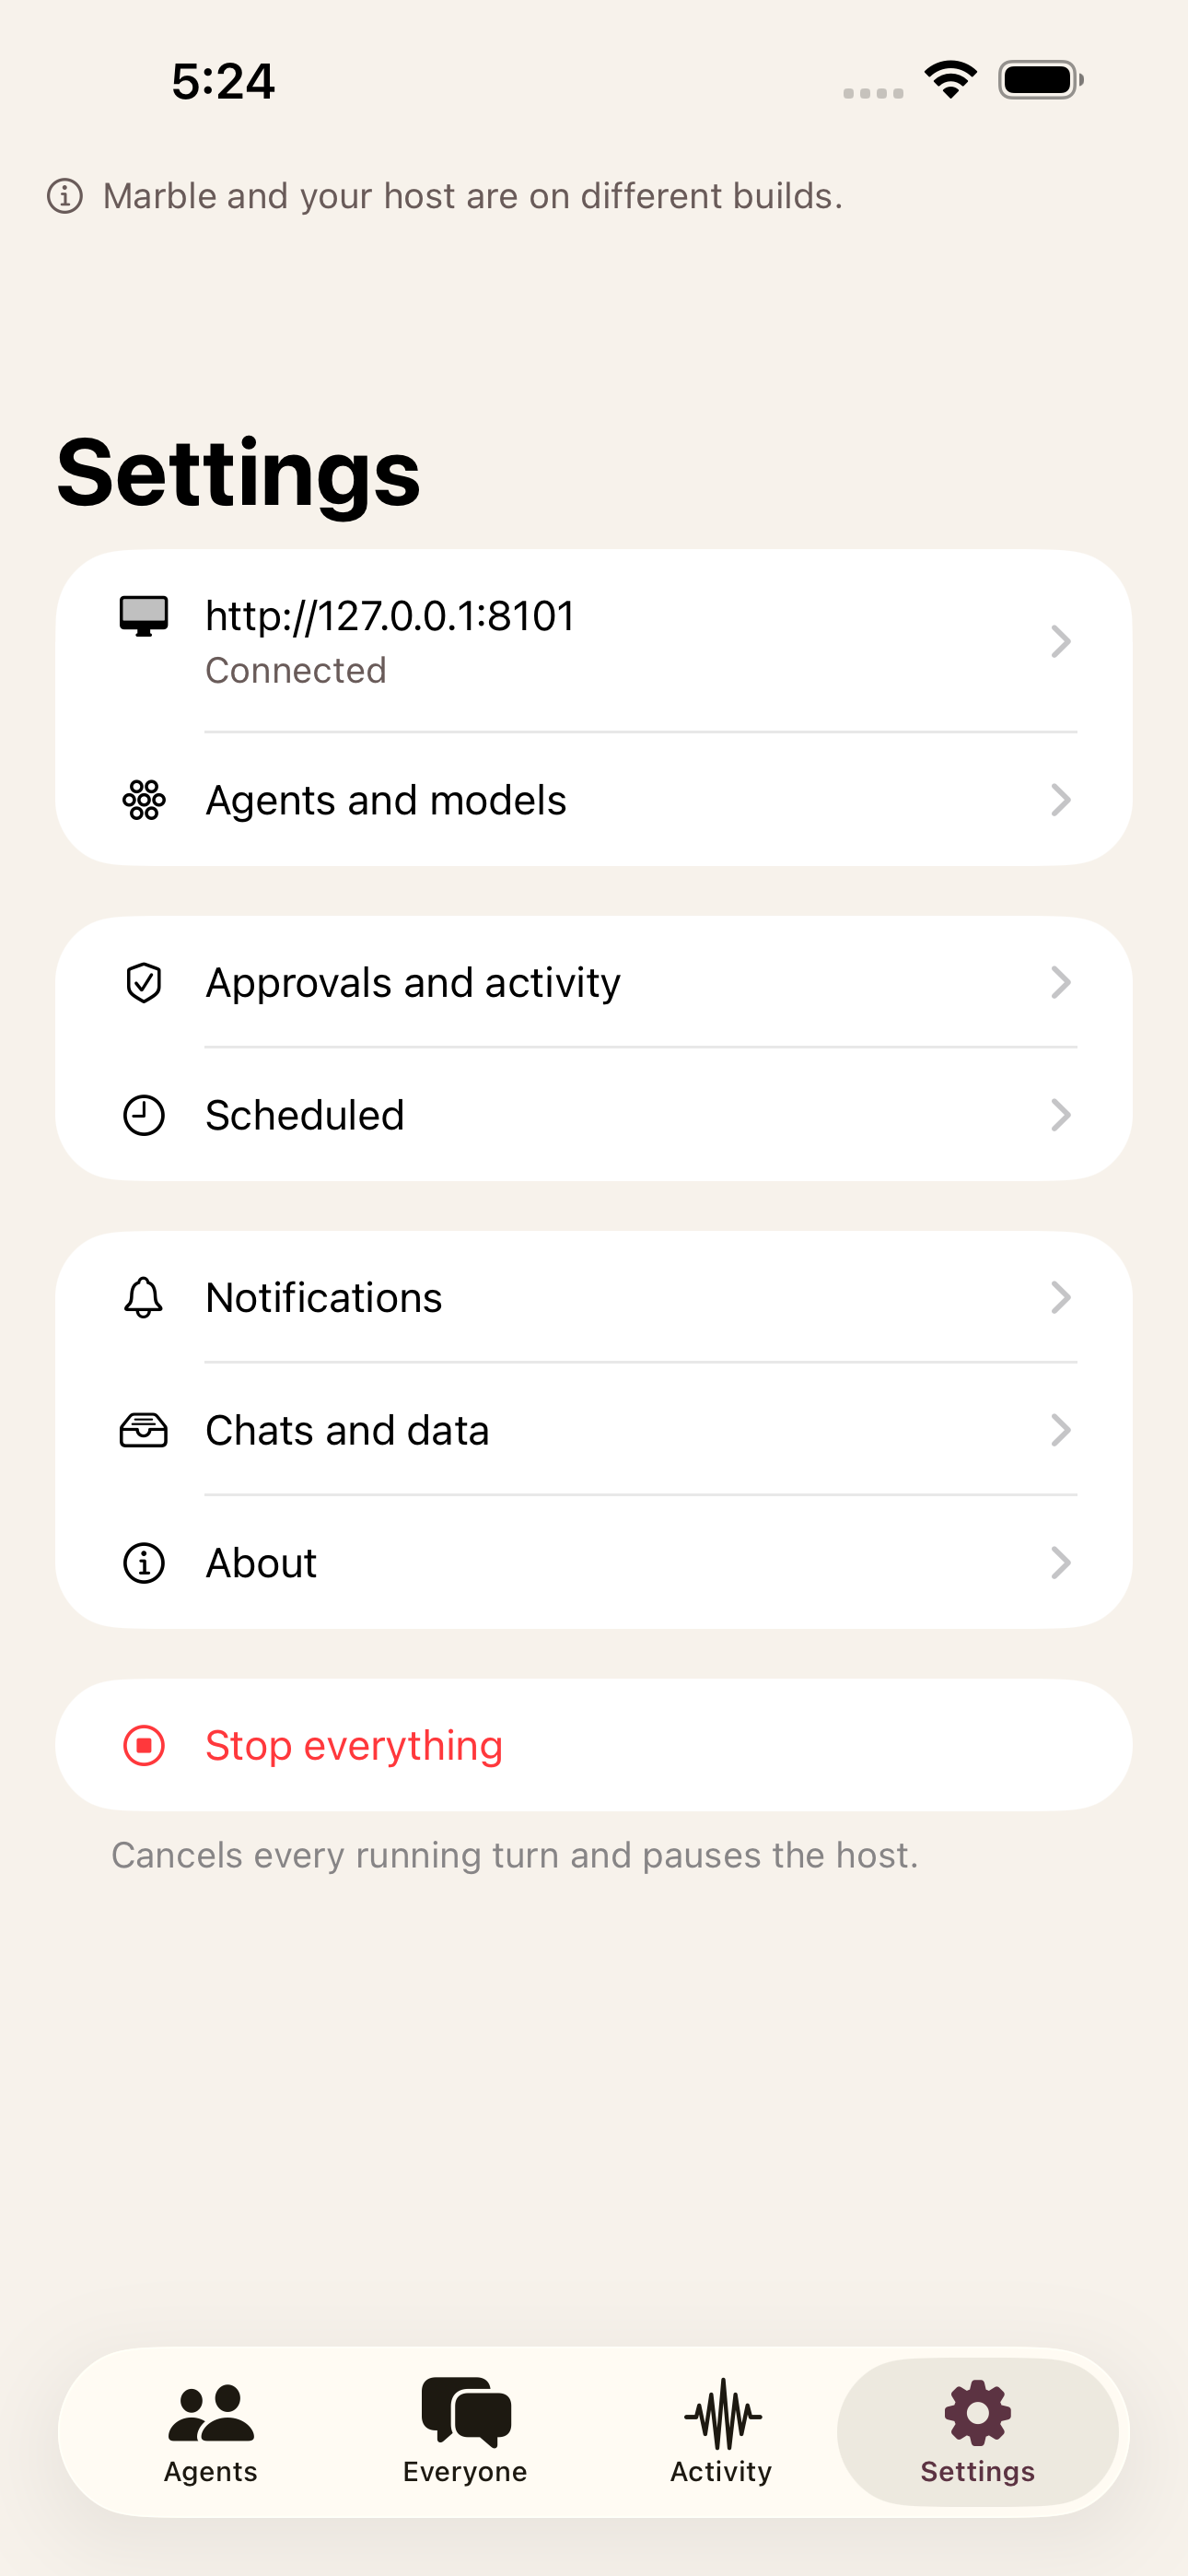 5:24
Marble and your host are on different builds.
Settings
http://127.0.0.1:8101
Connected
Agents and models
Approvals and activity
Scheduled
Notifications
Chats and data
About
Stop everything
Cancels every running turn and pauses the host.
Agents
Everyone
Activity
Settings